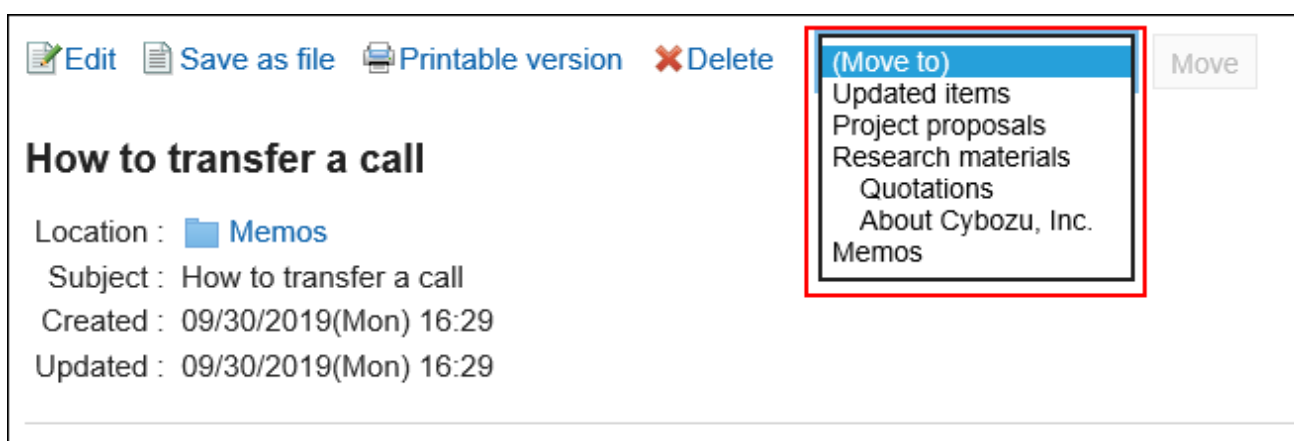 Edit Save as file Printable version Delete (Move to) Move
Updated items
Project proposals
Research materials
Quotations
About Cybozu, Inc.
Memos
How to transfer a call
Location : Memos
Subject : How to transfer a call
Created : 09/30/2019(Mon) 16:29
Updated : 09/30/2019(Mon) 16:29